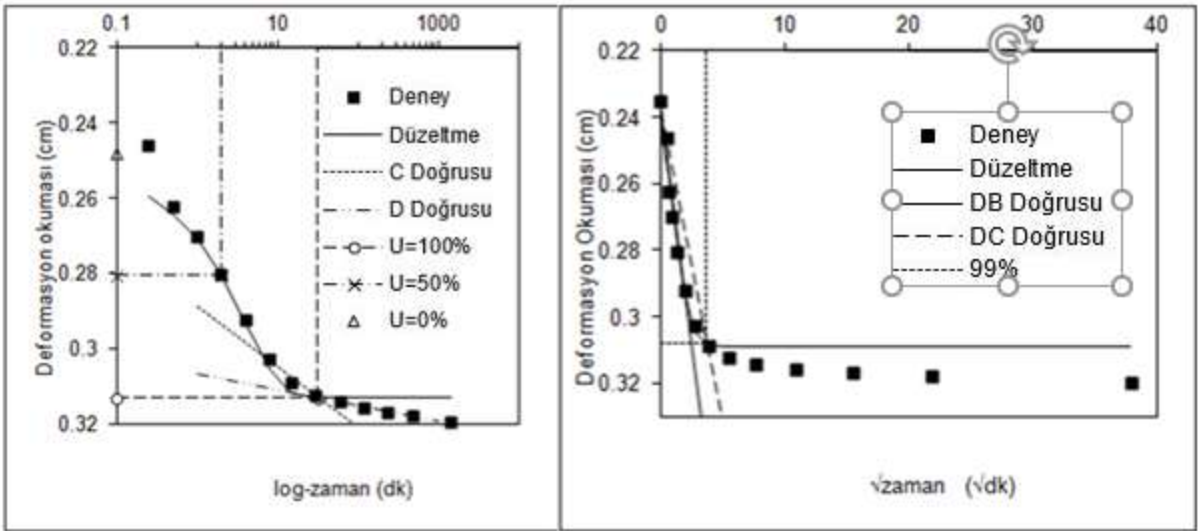 0.1 10 1000
0.22
0.24
0.26
0.28
0.3
0.32
Deformasyon okuması (cm)
Deney
Düzeltme
C Doğrusu
D Doğrusu
U=100%
U=50%
U=0%
log-zaman (dk)
0 10 20 30 40
0.22
0.24
0.26
0.28
0.3
0.32
Deformasyon Okuması (cm)
Deney
Düzeltme
DB Doğrusu
DC Doğrusu
99%
√zaman (√dk)